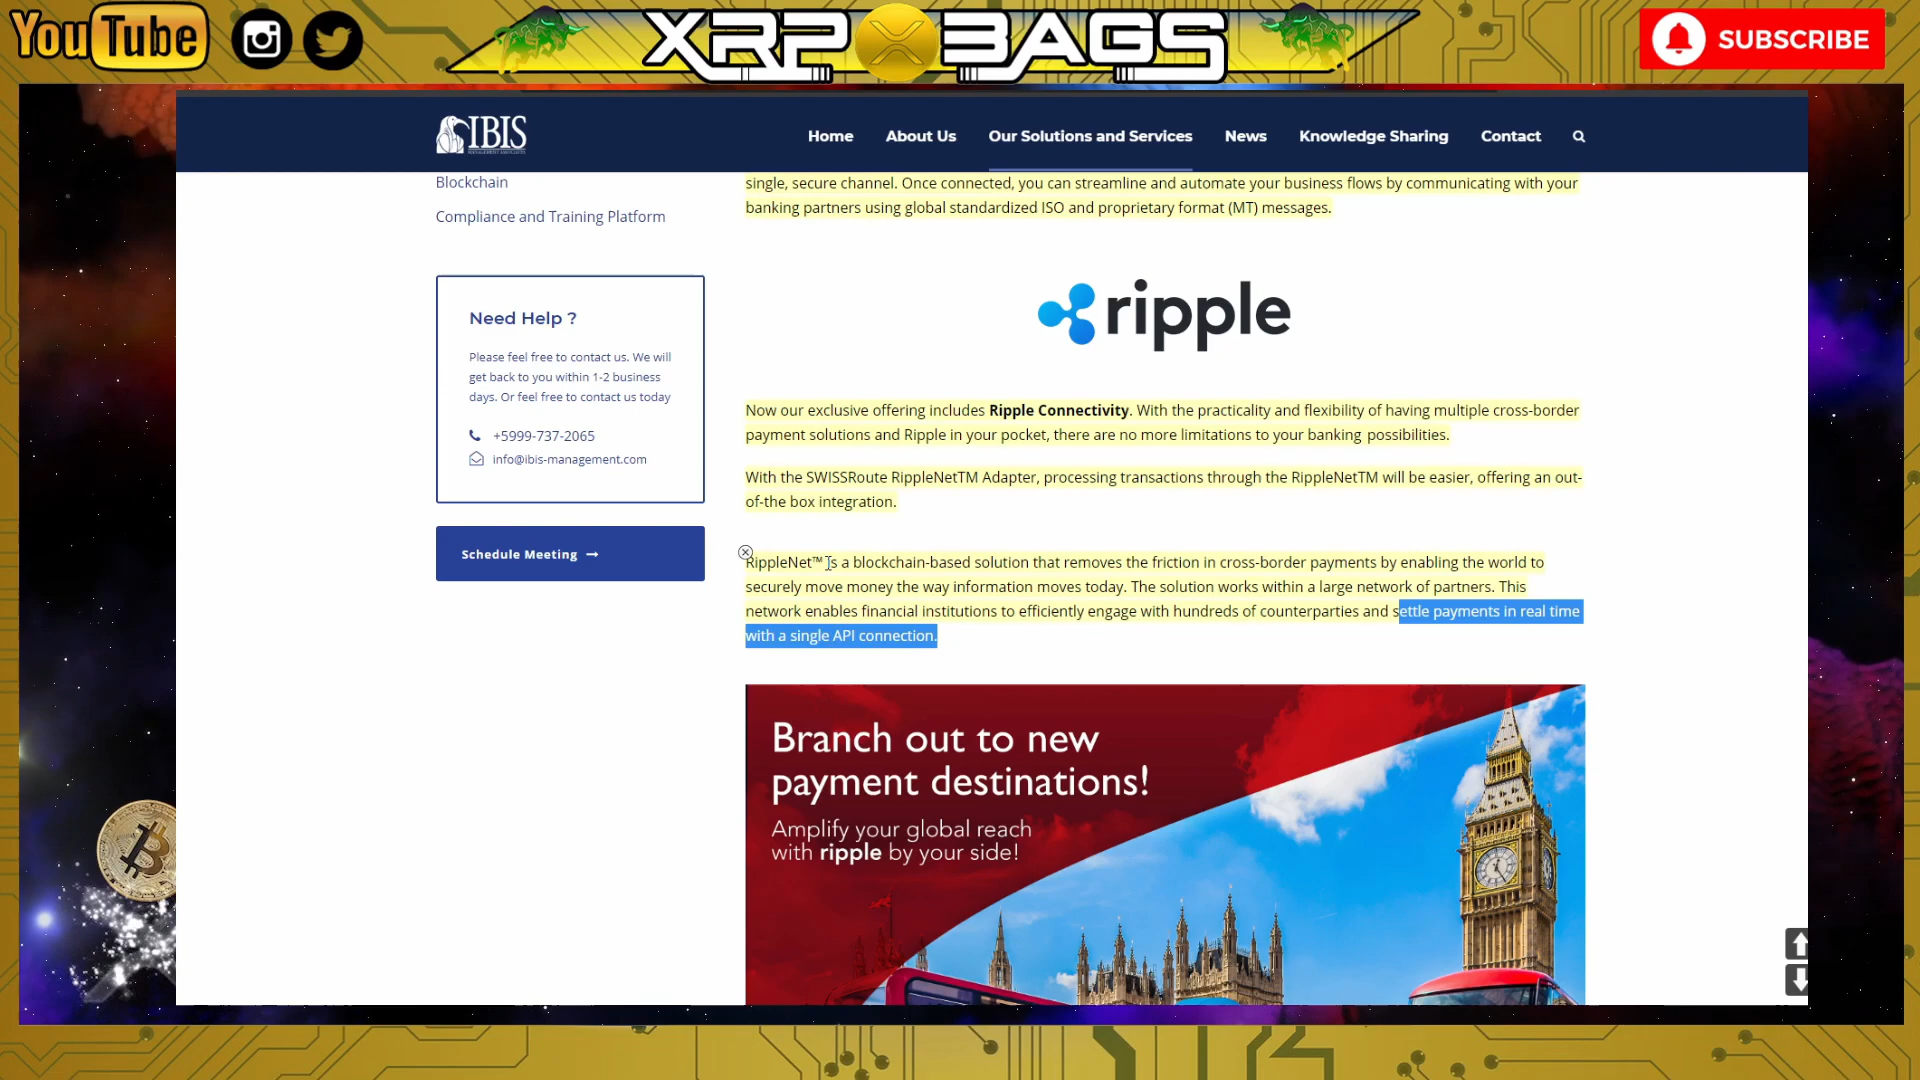 YouTube
XRP BAGS
SUBSCRIBE
IBIS
Home
About Us
Our Solutions and Services
News
Knowledge Sharing
Contact
Blockchain
Compliance and Training Platform
Need Help ?
Please feel free to contact us. We will
get back to you within 1-2 business
days. Or feel free to contact us today
+5999-737-2065
info@ibis-management.com
Schedule Meeting
single, secure channel. Once connected, you can streamline and automate your business flows by communicating with your
banking partners using global standardized ISO and proprietary format (MT) messages.
ripple
Now our exclusive offering includes Ripple Connectivity. With the practicality and flexibility of having multiple cross-border
payment solutions and Ripple in your pocket, there are no more limitations to your banking possibilities.
With the SWISSRoute RippleNetTM Adapter, processing transactions through the RippleNetTM will be easier, offering an out-
of-the box integration.
RippleNet™ is a blockchain-based solution that removes the friction in cross-border payments by enabling the world to
securely move money the way information moves today. The solution works within a large network of partners. This
network enables financial institutions to efficiently engage with hundreds of counterparties and settle payments in real time
with a single API connection.
Branch out to new
payment destinations!
Amplify your global reach
with ripple by your side!